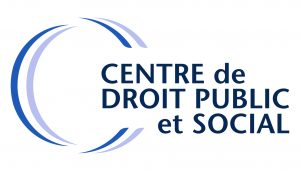 CENTRE de
DROIT PUBLIC
et SOCIAL